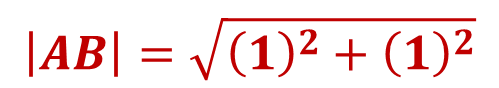 |AB| = √(1)² + (1)²